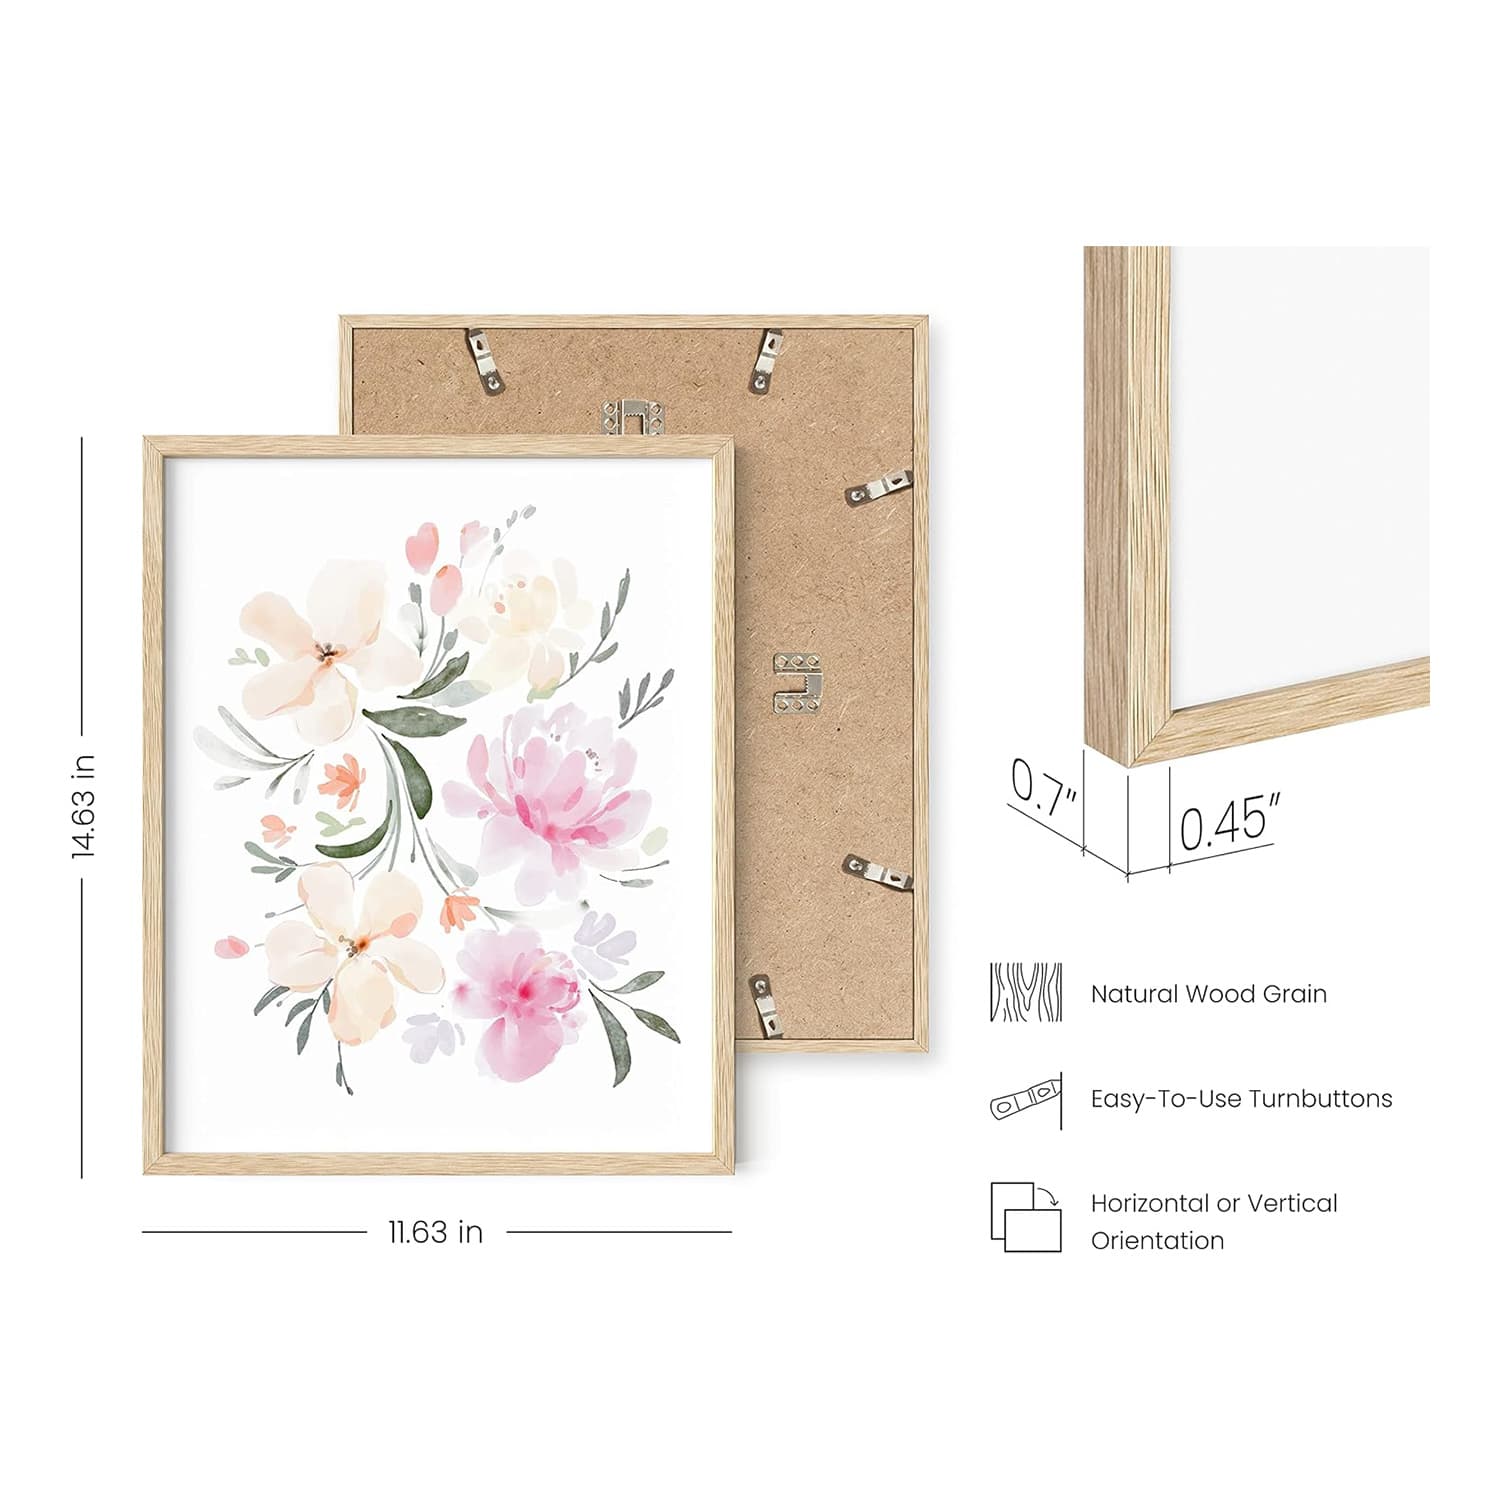 14.63 in
11.63 in
0.7"
0.45"
Natural Wood Grain
Easy-To-Use Turnbuttons
Horizontal or Vertical
Orientation